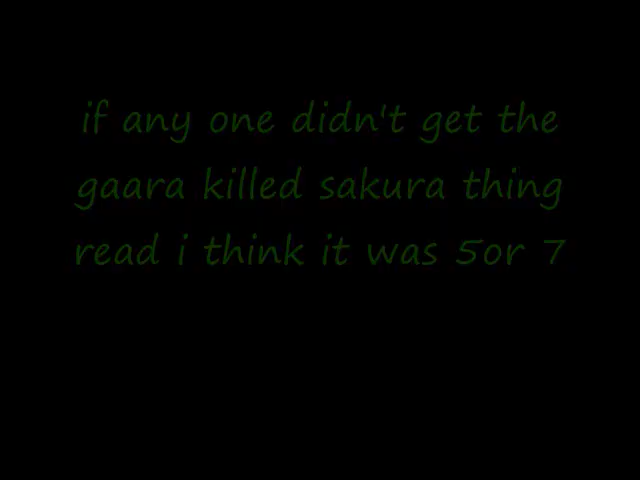 if any one didn't get the
gaara killed sakura thing
read i think it was 5or 7